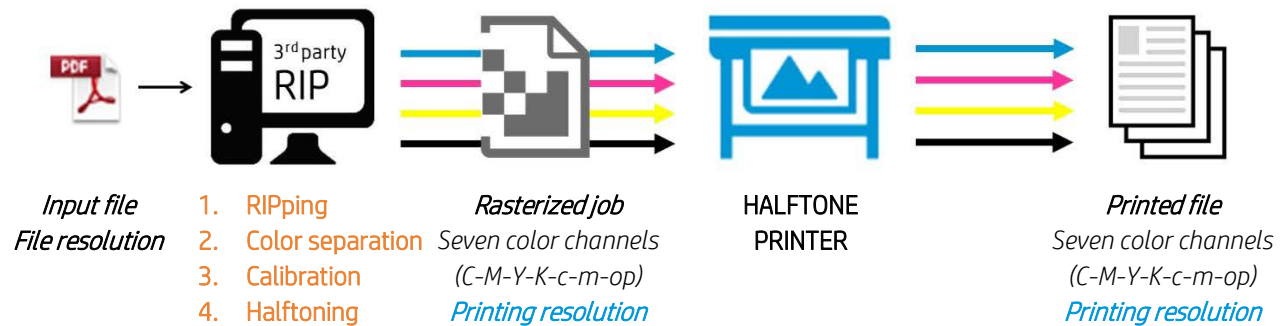 PDF
3rd party
RIP
Input file
File resolution
1. RIPping
2. Color separation
3. Calibration
4. Halftoning
Rasterized job
Seven color channels
(C-M-Y-K-c-m-op)
Printing resolution
HALFTONE
PRINTER
Printed file
Seven color channels
(C-M-Y-K-c-m-op)
Printing resolution